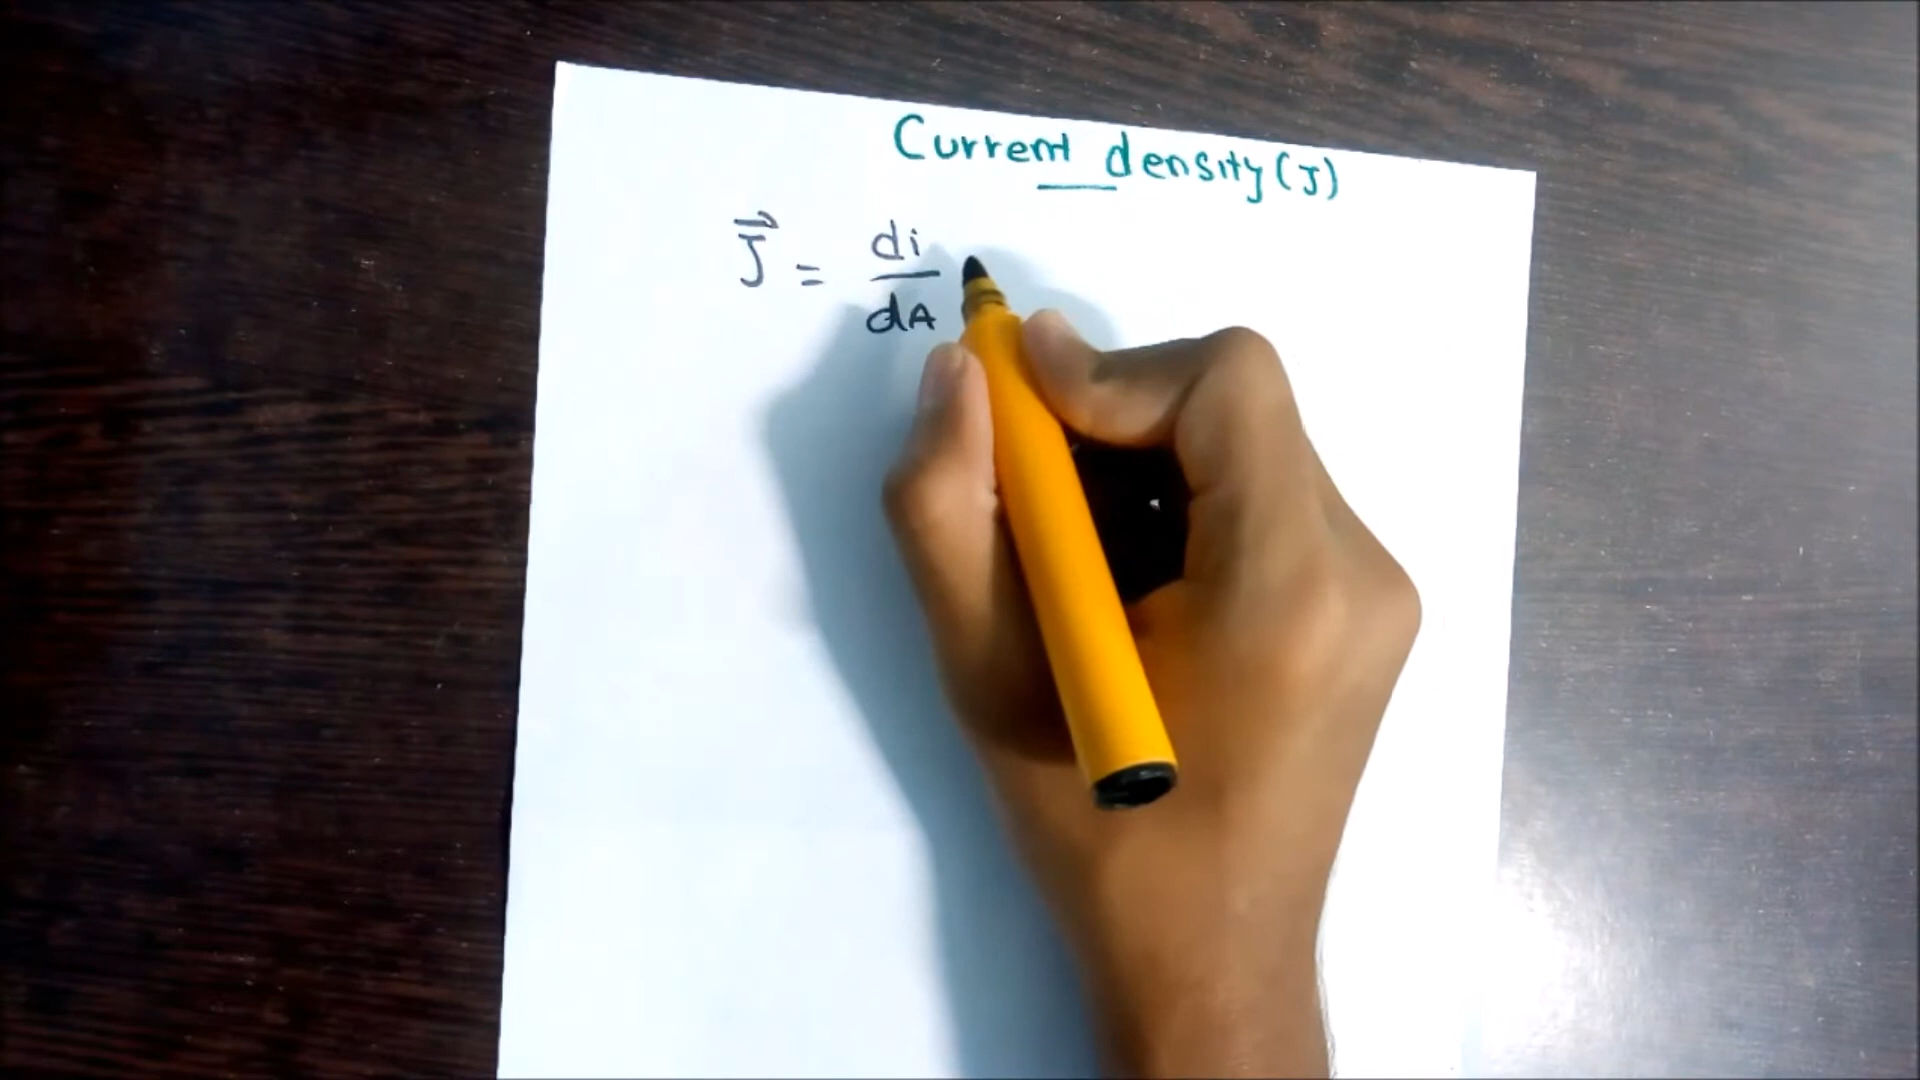 Current density (J)
J⃗ = di/dA